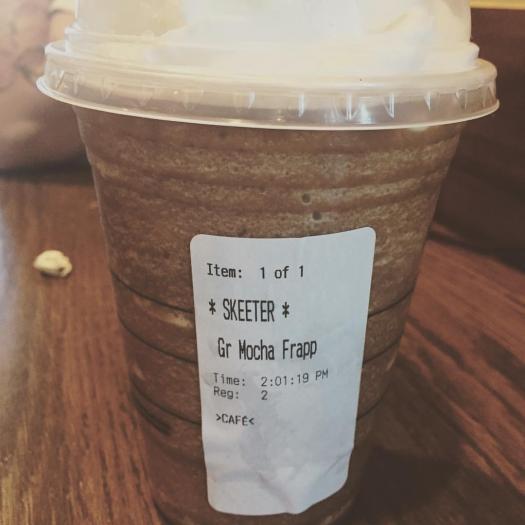 Item: 1 of 1
* SKEETER *
Gr Mocha Frapp
Time: 2:01:19 PM
Reg: 2
>CAFÉ<